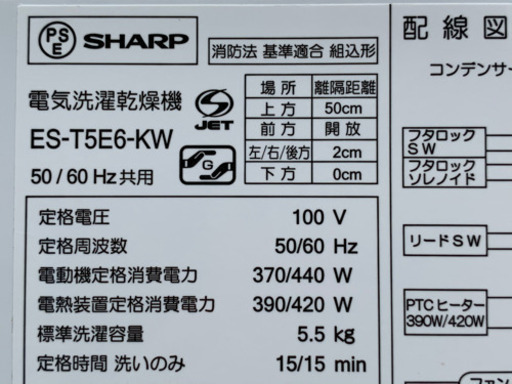 PS
E
SHARP
電気洗濯乾燥機
ES-T5E6-KW
50/60 Hz共用
JET
G
消防法 基準適合 組込形
場所 離隔距離
上方 50cm
前方 開放
左/右/後方 2cm
下方 0cm
定格電圧 100 V
定格周波数 50/60 Hz
電動機定格消費電力 370/440 W
電熱装置定格消費電力 390/420 W
標準洗濯容量 5.5 kg
定格時間 洗いのみ 15/15 min
配線図
コンデンサ
フタロック
SW
フタロック
ソレノイド
リードSW
PTCヒーター
390W/420W
ファン